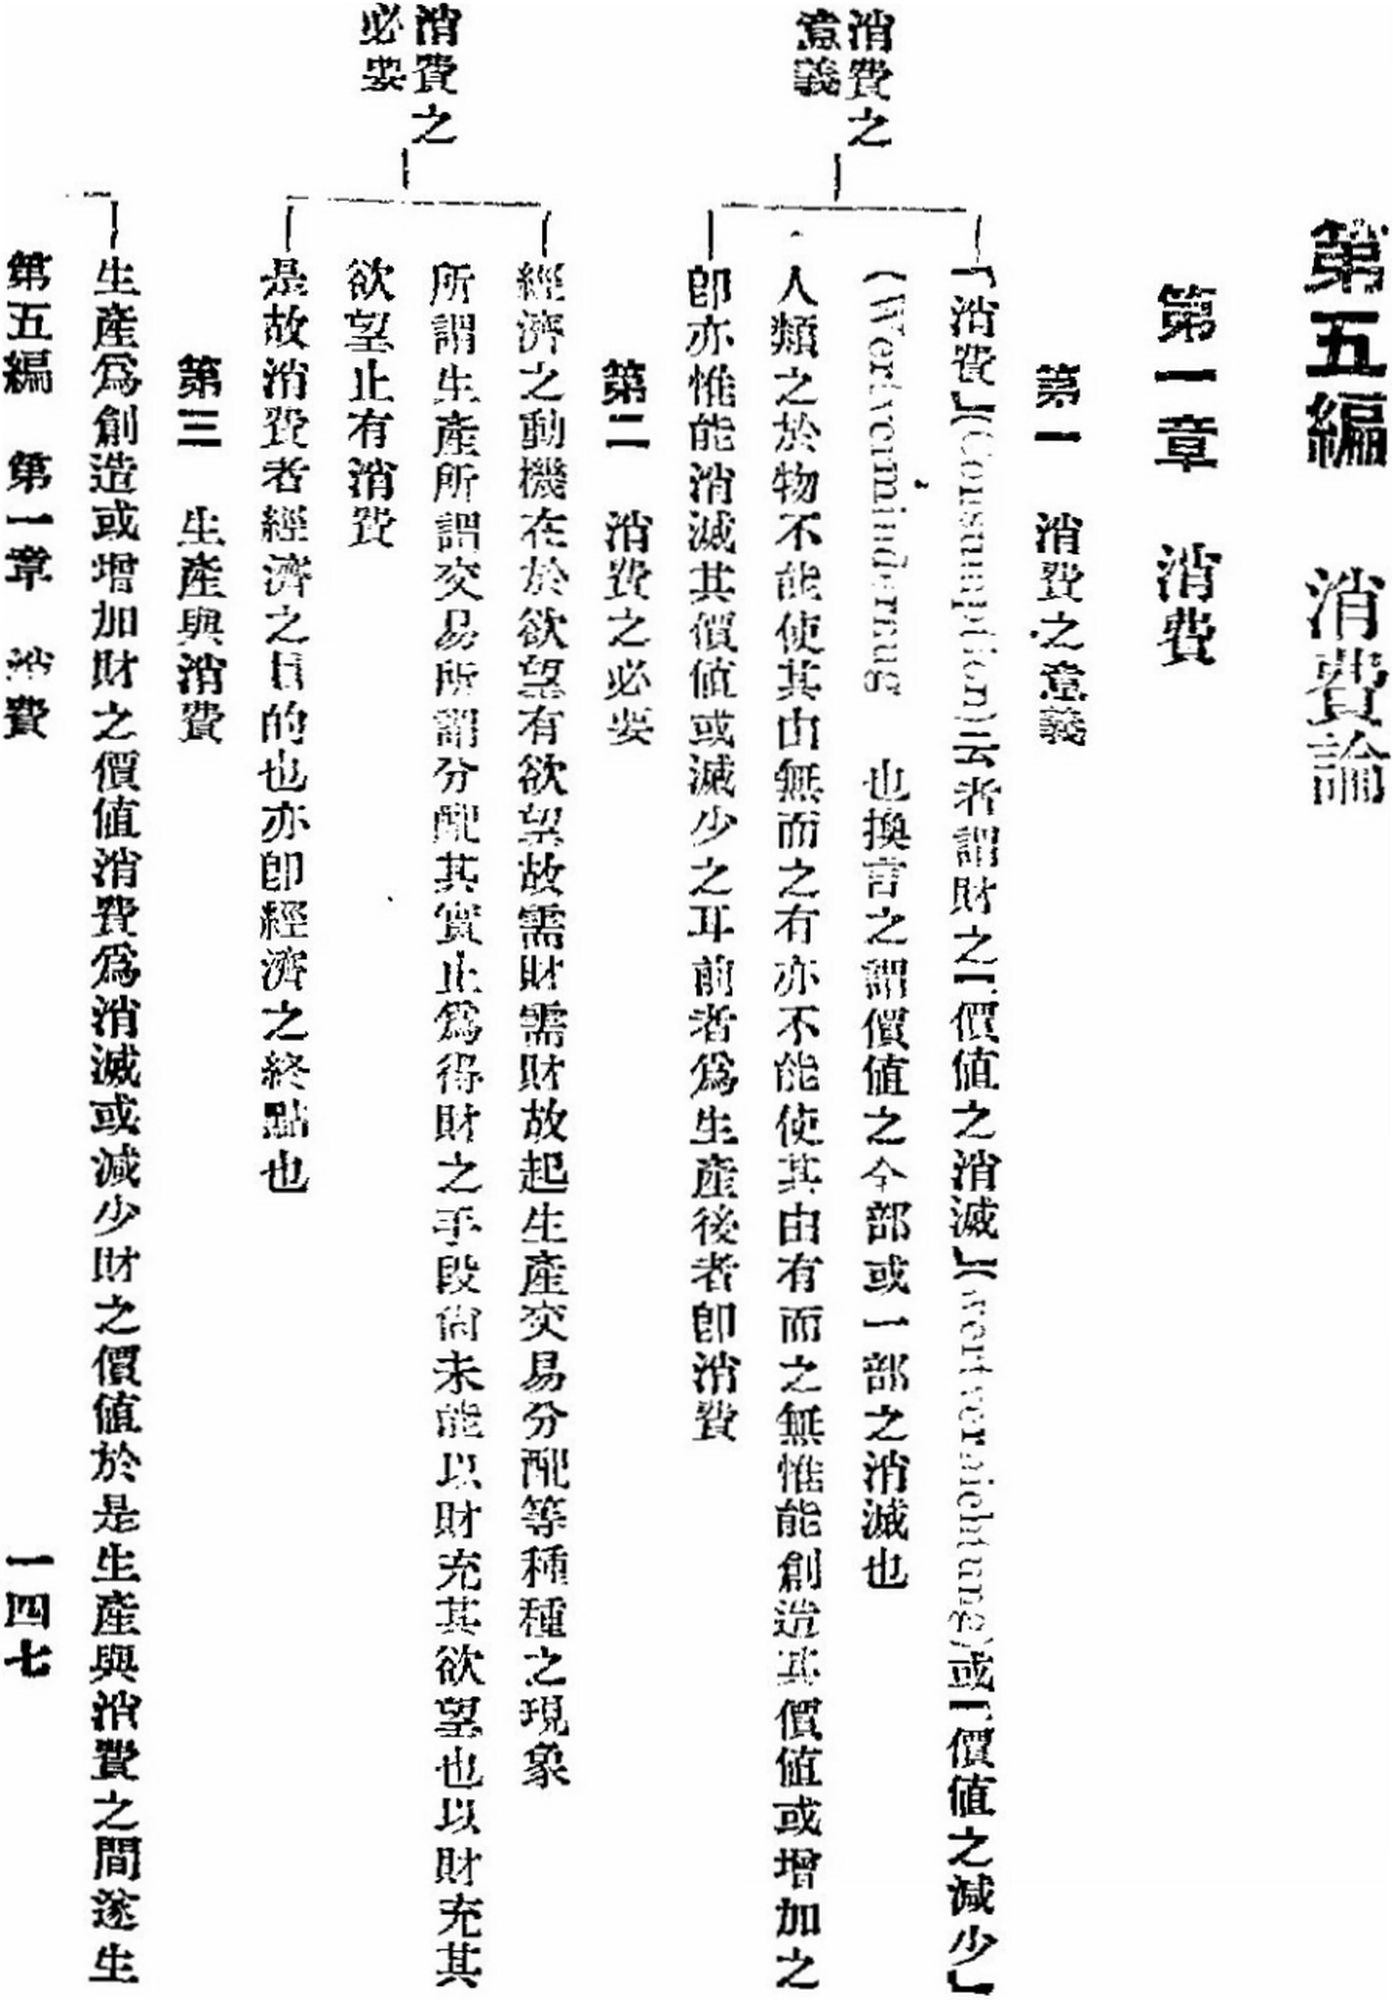 第五編　消費論
第一章　消費
第一　消費之意義
消費之
意義
「消費」(Consumption)云者謂財之「價値之消滅」(Wertvernichtung)或「價値之減少」
(Wertverminderung　也換言之謂價値之全部或一部之消滅也
人類之於物不能使其由無而之有亦不能使其由有而之無惟能創造其價値或增加之
卽亦惟能消滅其價値或減少之耳前者爲生產後者卽消費
第二　消費之必要
消費之
必要
經濟之動機在於欲望有欲望故需財需財故起生產交易分配等種種之現象
所謂生產所謂交易所謂分配其實止爲得財之手段尙未能以財充其欲望也以財充其
欲望止有消費
是故消費者經濟之目的也亦卽經濟之終點也
第三　生產與消費
生產爲創造或增加財之價値消費爲消滅或減少財之價値於是生產與消費之間遂生
第五編　第一章　消費　一四七